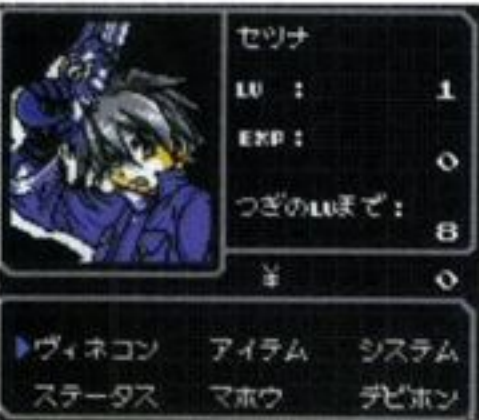 セツナ
LV : 1
EXP :
0
つぎのLVまで:
8
¥ 0
ヴィネコン アイテム システム
ステータス マホウ デビホン